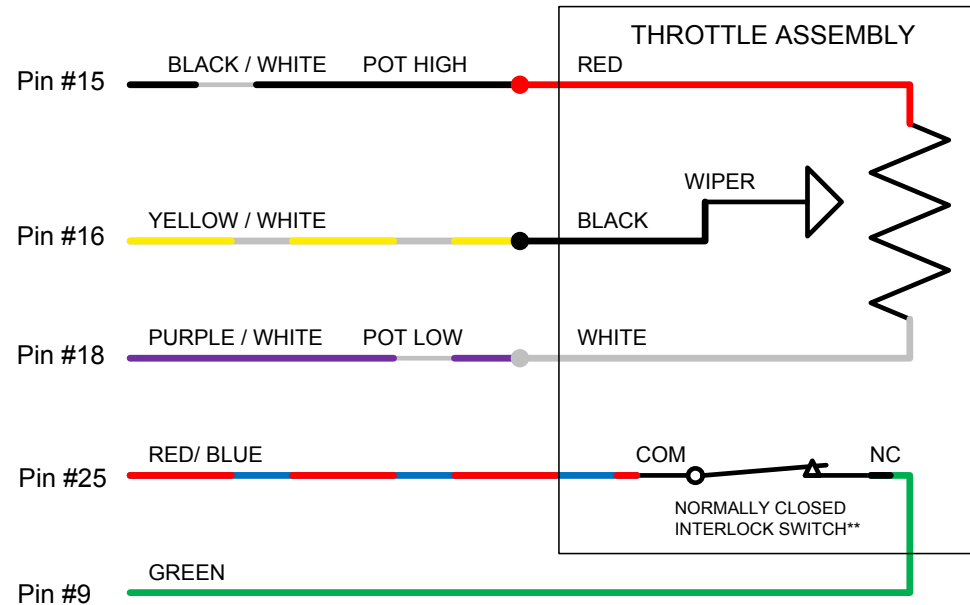 THROTTLE ASSEMBLY
Pin #15
BLACK / WHITE
POT HIGH
RED
WIPER
Pin #16
YELLOW / WHITE
BLACK
Pin #18
PURPLE / WHITE
POT LOW
WHITE
Pin #25
RED/ BLUE
COM
NC
NORMALLY CLOSED
INTERLOCK SWITCH**
Pin #9
GREEN